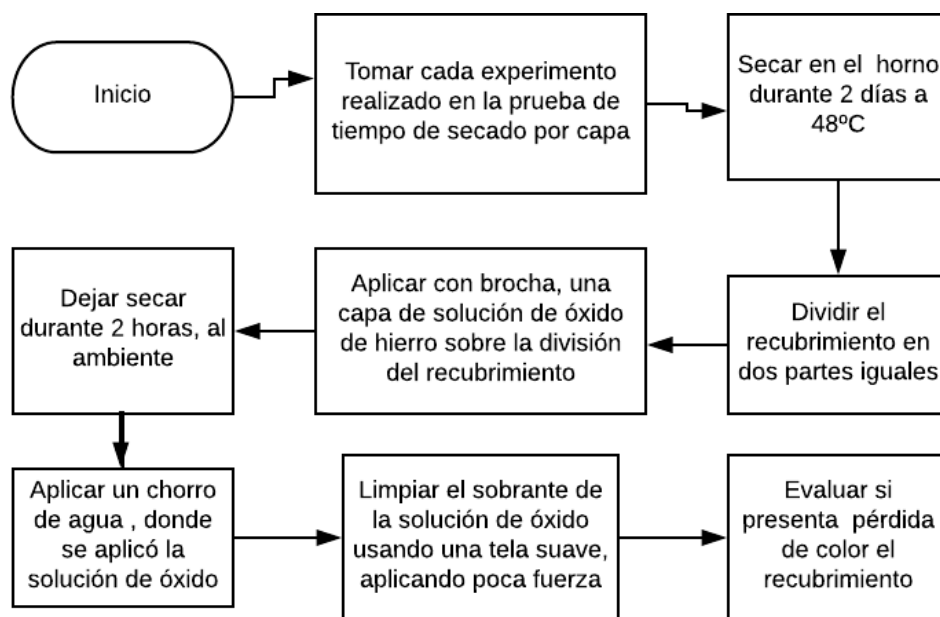 Inicio
Tomar cada experimento
realizado en la prueba de
tiempo de secado por capa
Secar en el horno
durante 2 días a
48ºC
Dividir el
recubrimiento en
dos partes iguales
Aplicar con brocha, una
capa de solución de óxido
de hierro sobre la división
del recubrimiento
Dejar secar
durante 2 horas, al
ambiente
Aplicar un chorro
de agua , donde
se aplicó la
solución de óxido
Limpiar el sobrante de
la solución de óxido
usando una tela suave,
aplicando poca fuerza
Evaluar si
presenta pérdida
de color el
recubrimiento